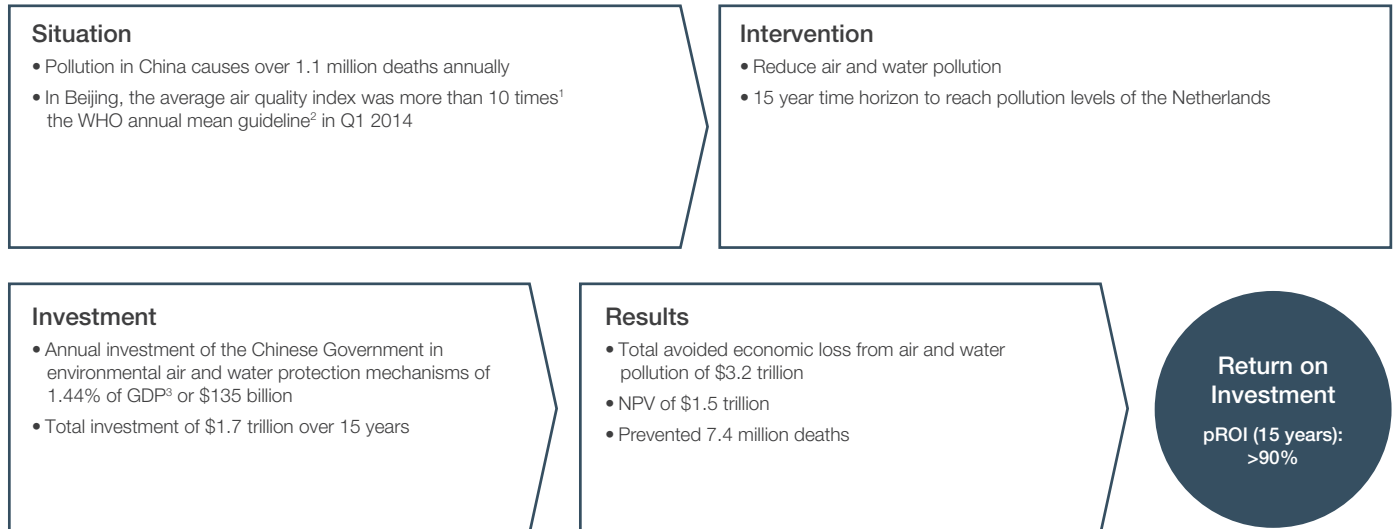 Situation
• Pollution in China causes over 1.1 million deaths annually
• In Beijing, the average air quality index was more than 10 times¹
the WHO annual mean guideline² in Q1 2014
Intervention
• Reduce air and water pollution
• 15 year time horizon to reach pollution levels of the Netherlands
Investment
• Annual investment of the Chinese Government in
environmental air and water protection mechanisms of
1.44% of GDP³ or $135 billion
• Total investment of $1.7 trillion over 15 years
Results
• Total avoided economic loss from air and water
pollution of $3.2 trillion
• NPV of $1.5 trillion
• Prevented 7.4 million deaths
Return on
Investment
pROI (15 years):
>90%